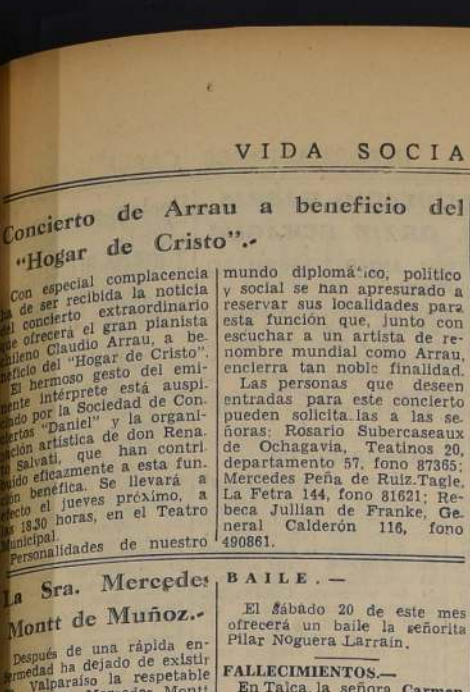 VIDA SOCIA
Concierto de Arrau a beneficio del
"Hogar de Cristo".-
Con especial complacencia
ha de ser recibida la noticia
del concierto extraordinario
que ofrecerá el gran pianista
chileno Claudio Arrau, a be-
neficio del "Hogar de Cristo".
El hermoso gesto del emi-
nente intérprete está auspi-
ciado por la Sociedad de Con.
ciertos "Daniel" y la organi-
zación artística de don Rena.
to Salvati, que han contri
buído eficazmente a esta fun-
ción benéfica. Se llevará a
efecto el jueves próximo, a
las 18.30 horas, en el Teatro
Municipal.
Personalidades de nuestro
mundo diplomático, político
y social se han apresurado a
reservar sus localidades para
esta función que, junto con
escuchar a un artista de re-
nombre mundial como Arrau,
encierra tan noble finalidad.
Las personas que deseen
entradas para este concierto
pueden solicita.las a las se-
ñoras: Rosario Subercaseaux
de Ochagavia, Teatinos 20,
departamento 57, fono 87365;
Mercedes Peña de Ruiz.Tagle,
La Fetra 144, fono 81621; Re-
beca Jullian de Franke, Ge-
neral Calderón 116, fono
490861.
La Sra. Mercedes
Montt de Muñoz.-
Después de una rápida en-
fermedad ha dejado de existir
Valparaíso la respetable
Mercedes Montt
BAILE.—
El Sábado 20 de este mes
ofrecerá un baile la señorita
Pilar Noguera Larraín.
FALLECIMIENTOS.—
En Talca, la señora Carmen